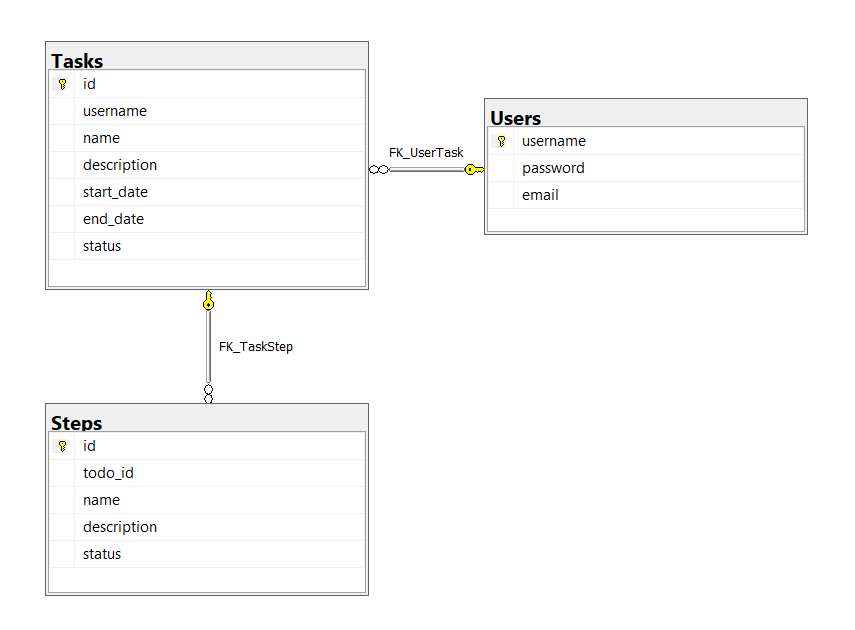 Tasks
id
username
name
description
start_date
end_date
status
FK_UserTask
Users
username
password
email
FK_TaskStep
Steps
id
todo_id
name
description
status